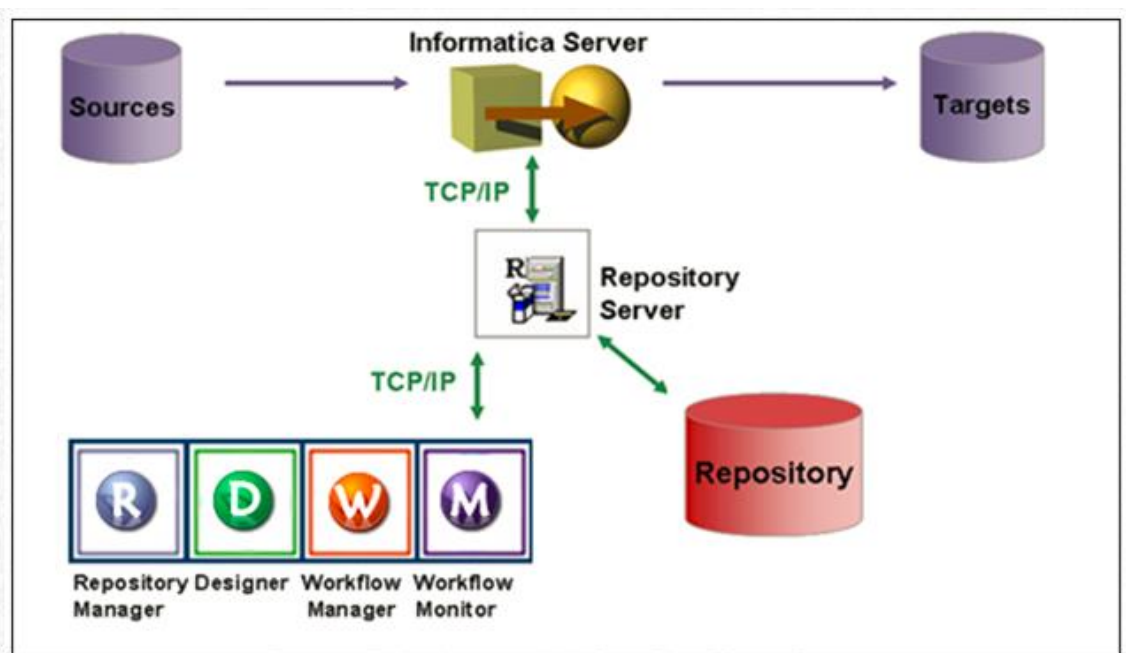 Informatica Server
Sources
Targets
TCP/IP
R
Repository
Server
TCP/IP
Repository
R
D
W
M
Repository
Manager
Designer
Workflow
Manager
Workflow
Monitor